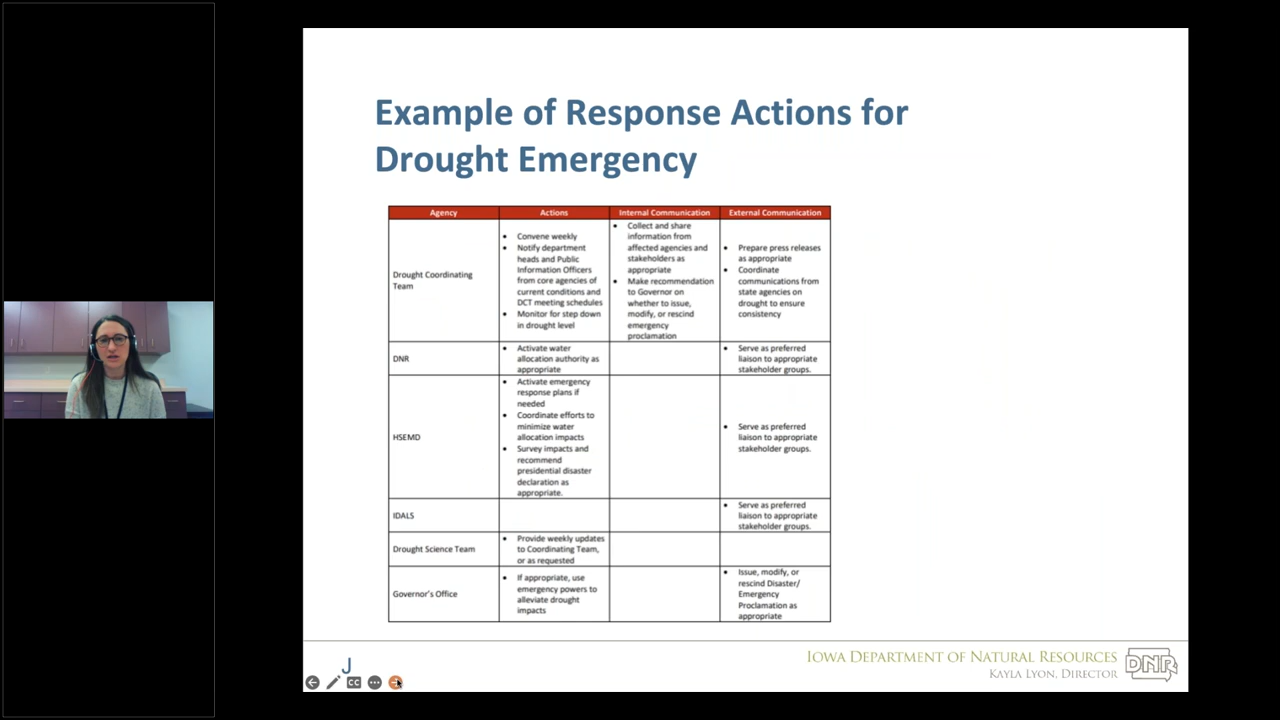 Example of Response Actions for
Drought Emergency
Agency
Actions
Internal Communication
External Communication
Drought Coordinating
Team
• Convene weekly
• Notify department
heads and Public
Information Officers
from core agencies of
current conditions and
DCT meeting schedules
• Monitor for step down
in drought level
• Collect and share
information from
affected agencies and
stakeholders as
appropriate
• Make recommendation
to Governor on
whether to issue,
modify, or rescind
emergency
proclamation
• Prepare press releases
as appropriate
• Coordinate
communications from
state agencies on
drought to ensure
consistency
DNR
• Activate water
allocation authority as
appropriate
• Serve as preferred
liaison to appropriate
stakeholder groups.
HSEMD
• Activate emergency
response plans if
needed
• Coordinate efforts to
minimize water
allocation impacts
• Survey impacts and
recommend
presidential disaster
declaration as
appropriate.
• Serve as preferred
liaison to appropriate
stakeholder groups.
IDALS
• Serve as preferred
liaison to appropriate
stakeholder groups.
Drought Science Team
• Provide weekly updates
to Coordinating Team,
or as requested
Governor's Office
• If appropriate, use
emergency powers to
alleviate drought
impacts
• Issue, modify, or
rescind Disaster/
Emergency
Proclamation as
appropriate
J
CC
IOWA DEPARTMENT OF NATURAL RESOURCES
KAYLA LYON, DIRECTOR
DNR